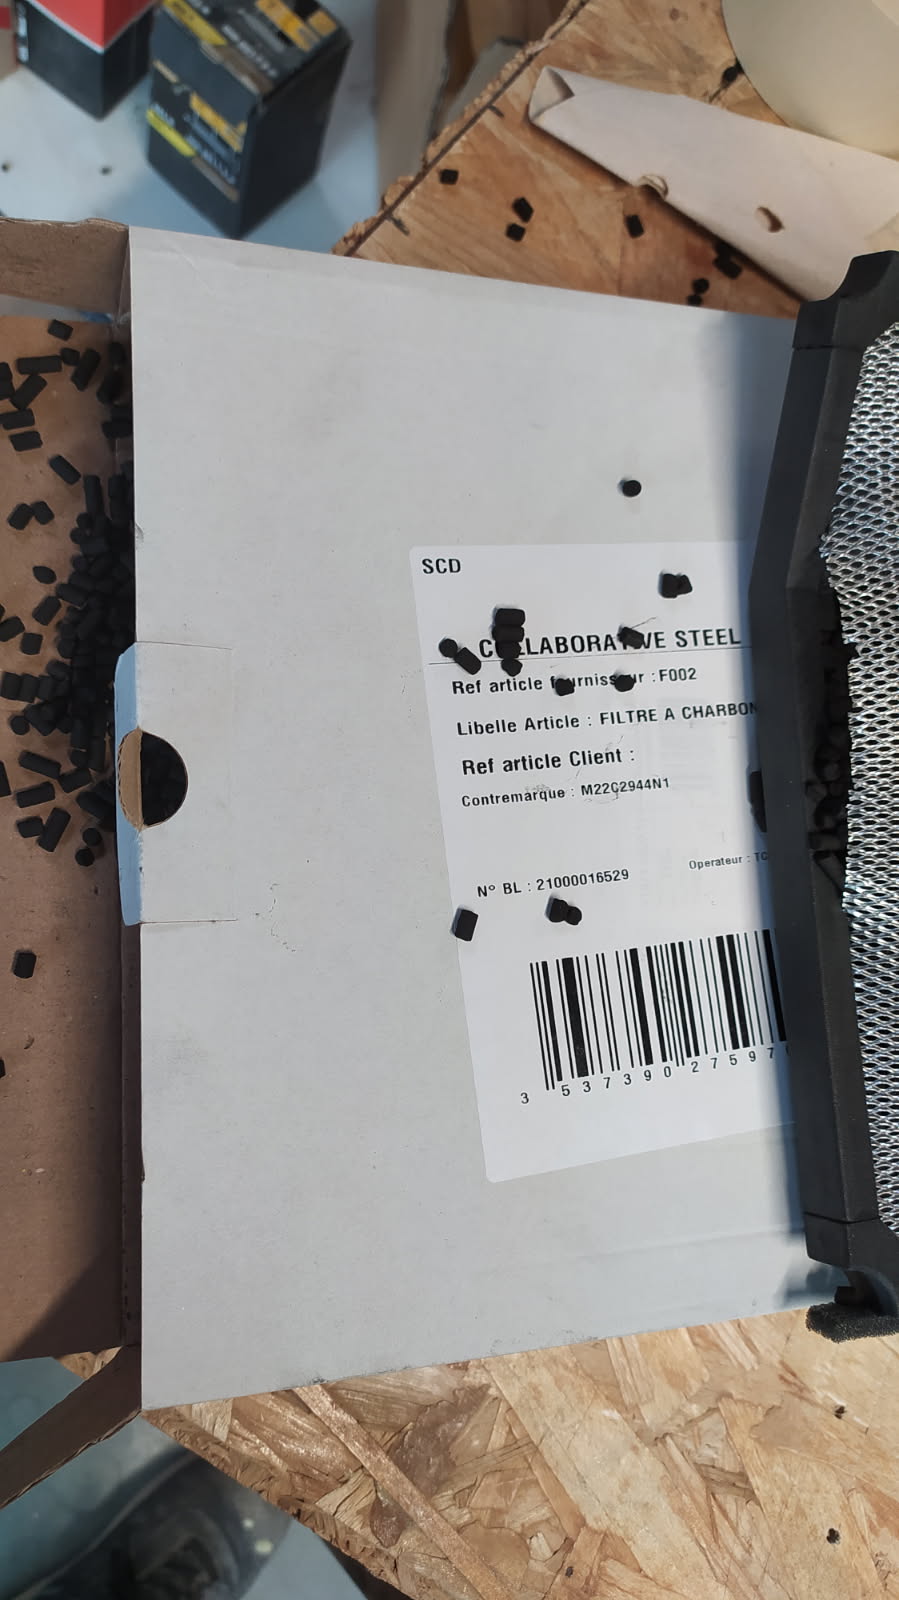 SCD
COLLABORATIVE STEEL
Ref article fournisseur : F002
Libelle Article : FILTRE A CHARBON
Ref article Client :
Contremarque : M22C2944N1
Operateur : TC
N° BL : 21000016529
3 537390 27597